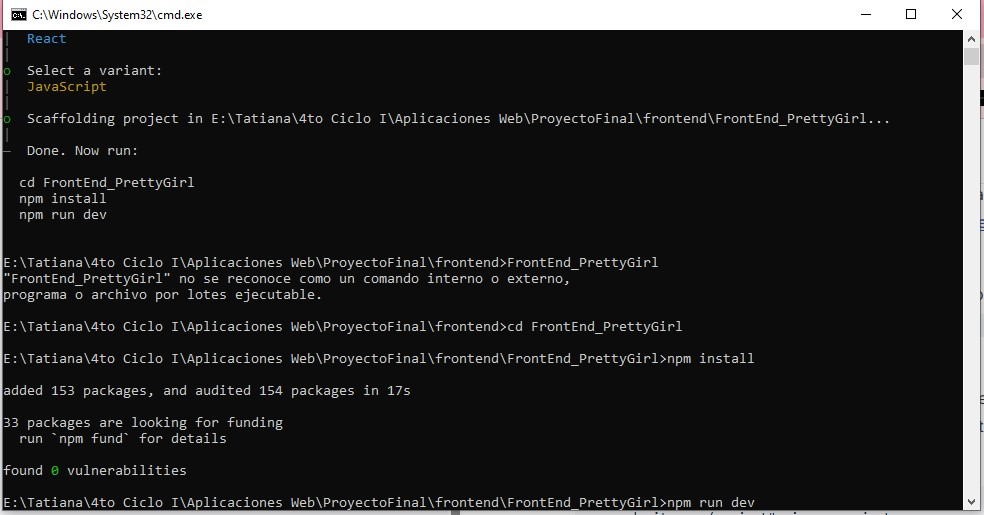 C:\Windows\System32\cmd.exe
React
Select a variant:
JavaScript
Scaffolding project in E:\Tatiana\4to Ciclo I\Aplicaciones Web\ProyectoFinal\frontend\FrontEnd_PrettyGirl...
Done. Now run:
cd FrontEnd_PrettyGirl
npm install
npm run dev
E:\Tatiana\4to Ciclo I\Aplicaciones Web\ProyectoFinal\frontend>FrontEnd_PrettyGirl
"FrontEnd_PrettyGirl" no se reconoce como un comando interno o externo,
programa o archivo por lotes ejecutable.
E:\Tatiana\4to Ciclo I\Aplicaciones Web\ProyectoFinal\frontend>cd FrontEnd_PrettyGirl
E:\Tatiana\4to Ciclo I\Aplicaciones Web\ProyectoFinal\frontend\FrontEnd_PrettyGirl>npm install
added 153 packages, and audited 154 packages in 17s
33 packages are looking for funding
run `npm fund` for details
found 0 vulnerabilities
E:\Tatiana\4to Ciclo I\Aplicaciones Web\ProyectoFinal\frontend\FrontEnd_PrettyGirl>npm run dev